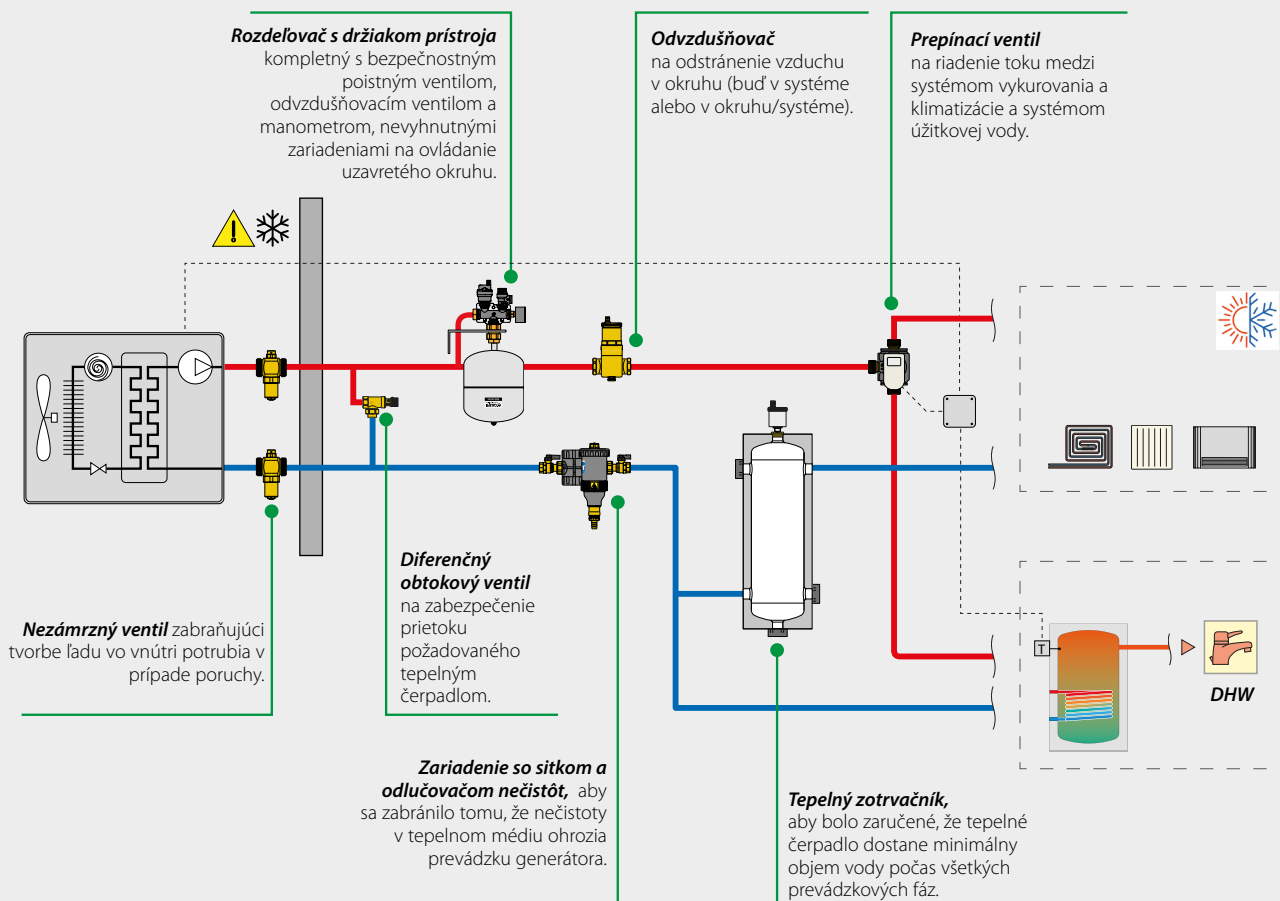 Rozdeľovač s držiakom prístroja
kompletný s bezpečnostným
poistným ventilom,
odvzdušňovacím ventilom a
manometrom, nevyhnutnými
zariadeniami na ovládanie
uzavretého okruhu.
Odvzdušňovač
na odstránenie vzduchu
v okruhu (buď v systéme
alebo v okruhu/systéme).
Prepínací ventil
na riadenie toku medzi
systémom vykurovania a
klimatizácie a systémom
úžitkovej vody.
Nezámrzný ventil zabraňujúci
tvorbe ľadu vo vnútri potrubia v
prípade poruchy.
Diferenčný
obtokový ventil
na zabezpečenie
prietoku
požadovaného
tepelným
čerpadlom.
T
DHW
Zariadenie so sitkom a
odlučovačom nečistôt, aby
sa zabránilo tomu, že nečistoty
v tepelnom médiu ohrozia
prevádzku generátora.
Tepelný zotrvačník,
aby bolo zaručené, že tepelné
čerpadlo dostane minimálny
objem vody počas všetkých
prevádzkových fáz.